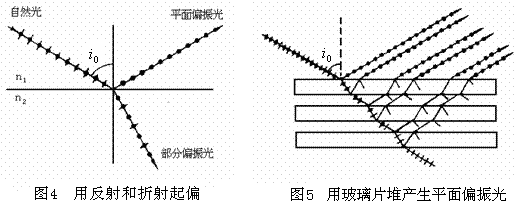 自然光
平面偏振光
i0
n1
n2
部分偏振光
图4 用反射和折射起偏
i0
图5 用玻璃片堆产生平面偏振光